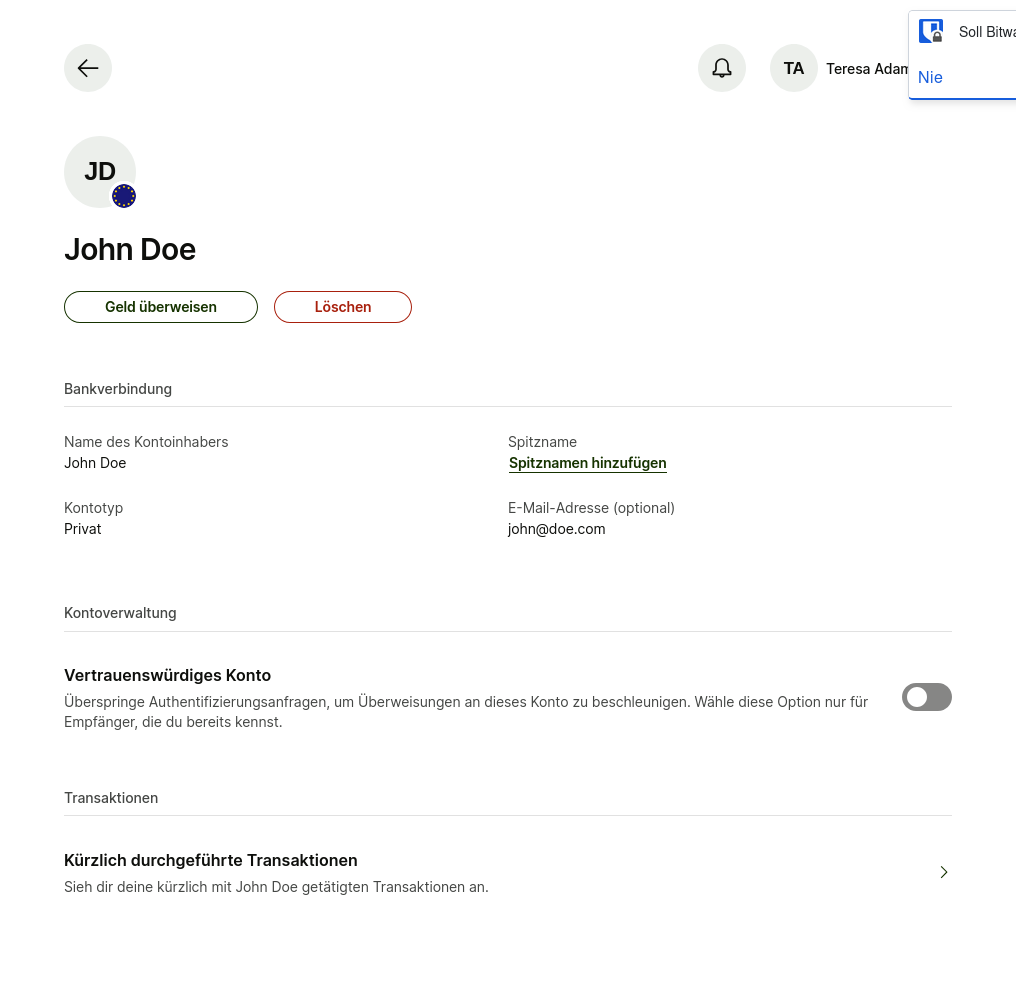 Soll
Nie
TA
Teresa Adam
JD
John Doe
Geld überweisen
Löschen
Bankverbindung
Name des Kontoinhabers
John Doe
Spitzname
Spitznamen hinzufügen
Kontotyp
Privat
E-Mail-Adresse (optional)
john@doe.com
Kontoverwaltung
Vertrauenswürdiges Konto
Überspringe Authentifizierungsanfragen, um Überweisungen an dieses Konto zu beschleunigen. Wähle diese Option nur für
Empfänger, die du bereits kennst.
Transaktionen
Kürzlich durchgeführte Transaktionen
Sieh dir deine kürzlich mit John Doe getätigten Transaktionen an.